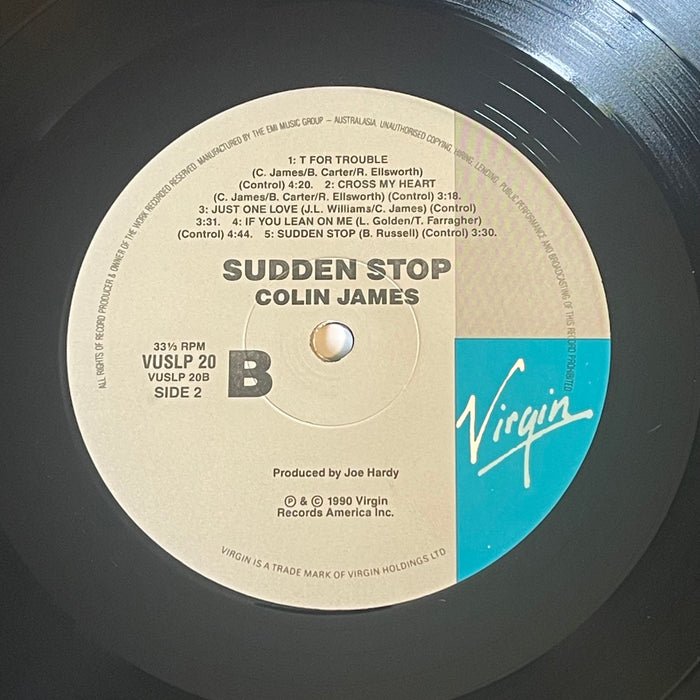 ALL RIGHTS OF RECORD PRODUCER & OWNER OF THE WORK RECORDED RESERVED. MANUFACTURED BY THE EMI MUSIC GROUP – AUSTRALASIA. UNAUTHORISED COPYING, HIRING, LENDING, PUBLIC PERFORMANCE AND BROADCASTING OF THIS RECORD PROHIBITED
1: T FOR TROUBLE
(C. James/B. Carter/R. Ellsworth)
(Control) 4:20. 2: CROSS MY HEART
(C. James/B. Carter/R. Ellsworth) (Control) 3:18.
3: JUST ONE LOVE (J.L. Williams/C. James) (Control)
3:31. 4: IF YOU LEAN ON ME (L. Golden/T. Farragher)
(Control) 4:44. 5: SUDDEN STOP (B. Russell) (Control) 3:30.
SUDDEN STOP
COLIN JAMES
33⅓ RPM
VUSLP 20
VUSLP 20B
SIDE 2
B
Virgin
Produced by Joe Hardy
Ⓟ & © 1990 Virgin
Records America Inc.
VIRGIN IS A TRADE MARK OF VIRGIN HOLDINGS LTD